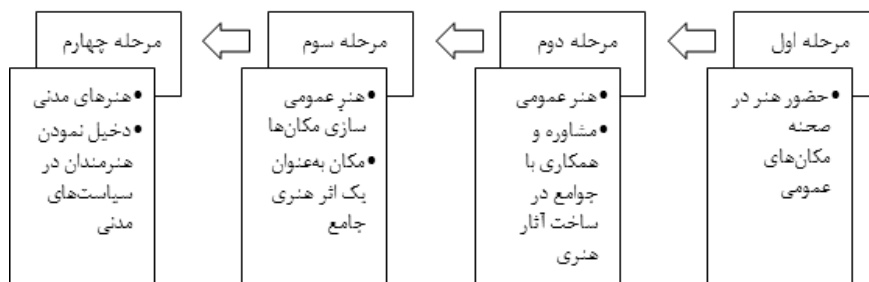 مرحله اول
•حضور هنر در
صحنه
مکان‌های
عمومی
مرحله دوم
•هنر عمومی
•مشاوره و
همکاری با
جوامع در
ساخت آثار
هنری
مرحله سوم
•هنرِ عمومی
سازی مکان‌ها
•مکان به‌عنوان
یک اثر هنری
جامع
مرحله چهارم
•هنرهای مدنی
•دخیل نمودن
هنرمندان در
سیاست‌های
مدنی